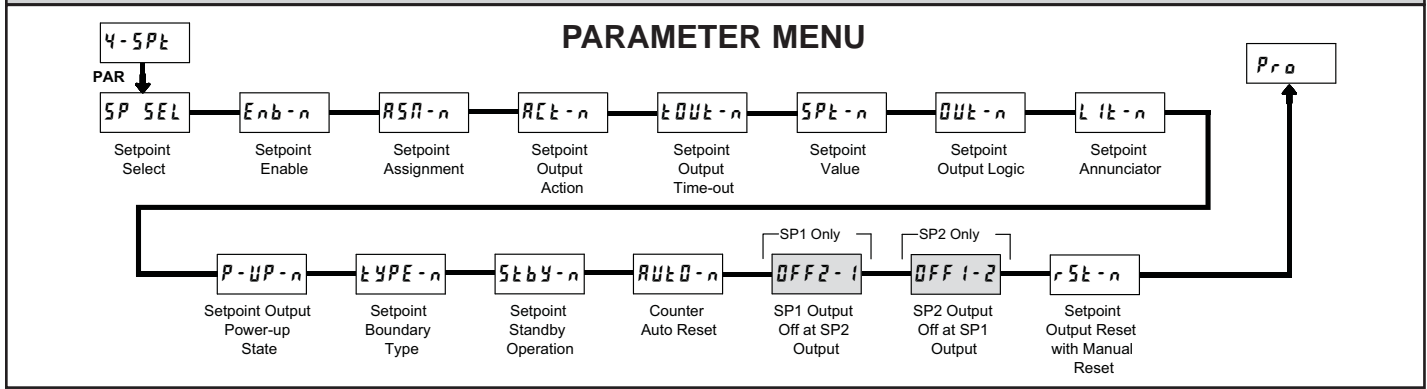 PARAMETER MENU
4-SPt
PAR
Pro
SP SEL
Enb-n
ASN-n
ACt-n
tOUt-n
SPt-n
OUt-n
LIt-n
Setpoint
Select
Setpoint
Enable
Setpoint
Assignment
Setpoint
Output
Action
Setpoint
Output
Time-out
Setpoint
Value
Setpoint
Output Logic
Setpoint
Annunciator
SP1 Only
SP2 Only
P-UP-n
tYPE-n
Stby-n
AUtO-n
OFF2-1
OFF1-2
rSt-n
Setpoint Output
Power-up
State
Setpoint
Boundary
Type
Setpoint
Standby
Operation
Counter
Auto Reset
SP1 Output
Off at SP2
Output
SP2 Output
Off at SP1
Output
Setpoint
Output Reset
with Manual
Reset